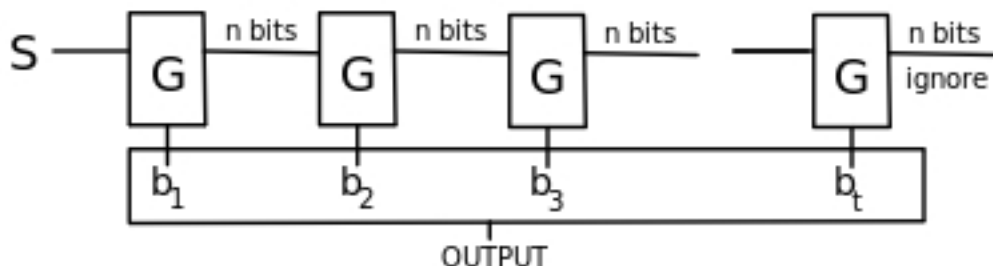 n bits n bits n bits n bits
S G G G G ignore
b1 b2 b3 bt
OUTPUT